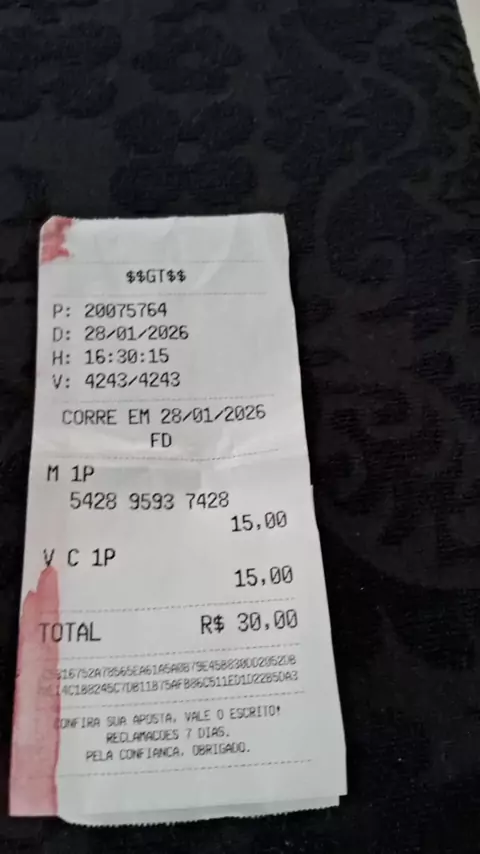 $$GT$$
P: 20075764
D: 28/01/2026
H: 16:30:15
V: 4243/4243
CORRE EM 28/01/2026
FD
M 1P
5428 9593 7428
15,00
V C 1P
15,00
TOTAL R$ 30,00
CONFIRA SUA APOSTA, VALE O ESCRITO!
RECLAMACOES 7 DIAS.
PELA CONFIANCA, OBRIGADO.